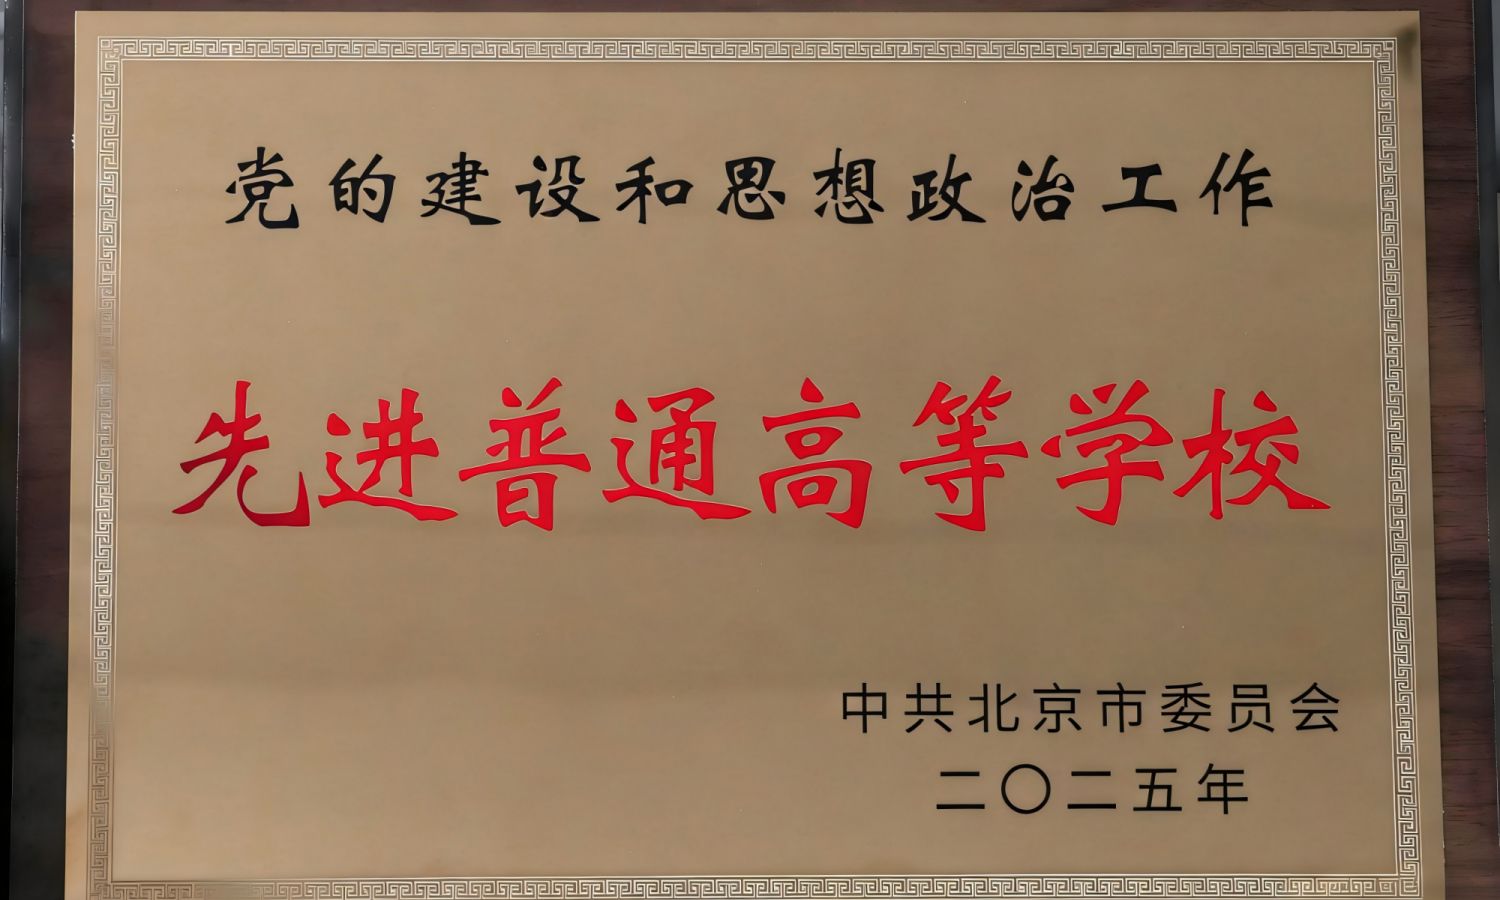 党的建设和思想政治工作
先进普通高等学校
中共北京市委员会
二〇二五年